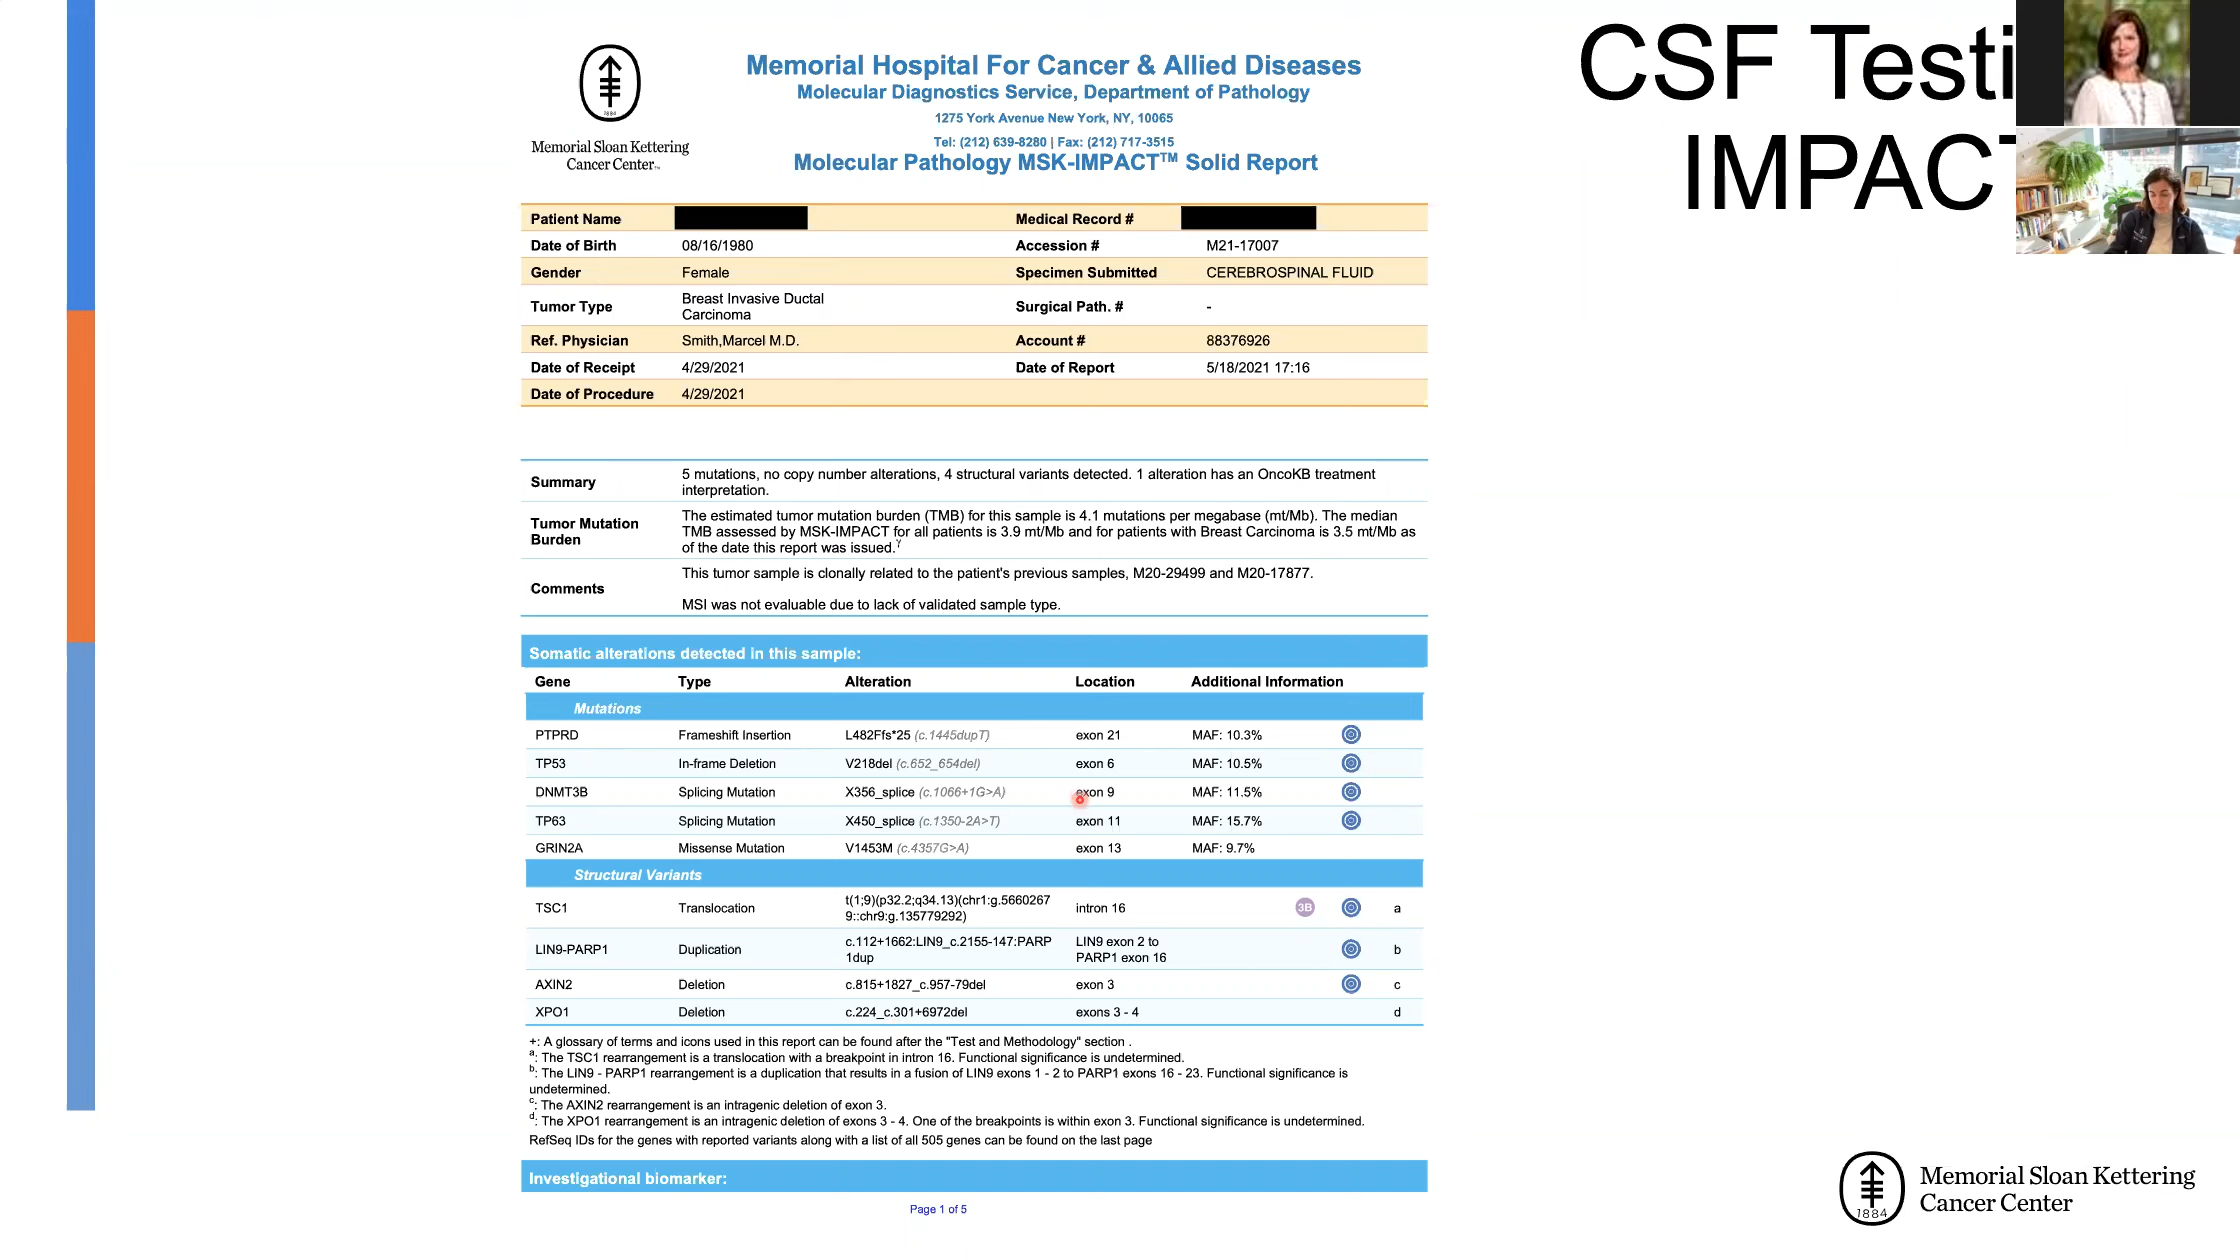 CSF Testi
IMPACT
1884
Memorial Sloan Kettering
Cancer Center™
Memorial Hospital For Cancer & Allied Diseases
Molecular Diagnostics Service, Department of Pathology
1275 York Avenue New York, NY, 10065
Tel: (212) 639-8280 | Fax: (212) 717-3515
Molecular Pathology MSK-IMPACT™ Solid Report
Patient Name Medical Record #
Date of Birth 08/16/1980 Accession # M21-17007
Gender Female Specimen Submitted CEREBROSPINAL FLUID
Tumor Type Breast Invasive Ductal Carcinoma Surgical Path. # -
Ref. Physician Smith,Marcel M.D. Account # 88376926
Date of Receipt 4/29/2021 Date of Report 5/18/2021 17:16
Date of Procedure 4/29/2021
Summary 5 mutations, no copy number alterations, 4 structural variants detected. 1 alteration has an OncoKB treatment
interpretation.
Tumor Mutation Burden The estimated tumor mutation burden (TMB) for this sample is 4.1 mutations per megabase (mt/Mb). The median
TMB assessed by MSK-IMPACT for all patients is 3.9 mt/Mb and for patients with Breast Carcinoma is 3.5 mt/Mb as
of the date this report was issued.γ
Comments This tumor sample is clonally related to the patient's previous samples, M20-29499 and M20-17877.
MSI was not evaluable due to lack of validated sample type.
Somatic alterations detected in this sample:
Gene Type Alteration Location Additional Information
Mutations
PTPRD Frameshift Insertion L482Ffs*25 (c.1445dupT) exon 21 MAF: 10.3%
TP53 In-frame Deletion V218del (c.652_654del) exon 6 MAF: 10.5%
DNMT3B Splicing Mutation X356_splice (c.1066+1G>A) exon 9 MAF: 11.5%
TP63 Splicing Mutation X450_splice (c.1350-2A>T) exon 11 MAF: 15.7%
GRIN2A Missense Mutation V1453M (c.4357G>A) exon 13 MAF: 9.7%
Structural Variants
TSC1 Translocation t(1;9)(p32.2;q34.13)(chr1:g.5660267 intron 16 3B a
9::chr9:g.135779292)
LIN9-PARP1 Duplication c.112+1662:LIN9_c.2155-147:PARP LIN9 exon 2 to b
1dup PARP1 exon 16
AXIN2 Deletion c.815+1827_c.957-79del exon 3 c
XPO1 Deletion c.224_c.301+6972del exons 3 - 4 d
+: A glossary of terms and icons used in this report can be found after the "Test and Methodology" section .
a: The TSC1 rearrangement is a translocation with a breakpoint in intron 16. Functional significance is undetermined.
b: The LIN9 - PARP1 rearrangement is a duplication that results in a fusion of LIN9 exons 1 - 2 to PARP1 exons 16 - 23. Functional significance is
undetermined.
c: The AXIN2 rearrangement is an intragenic deletion of exon 3.
d: The XPO1 rearrangement is an intragenic deletion of exons 3 - 4. One of the breakpoints is within exon 3. Functional significance is undetermined.
RefSeq IDs for the genes with reported variants along with a list of all 505 genes can be found on the last page
Investigational biomarker:
Page 1 of 5
1884
Memorial Sloan Kettering
Cancer Center